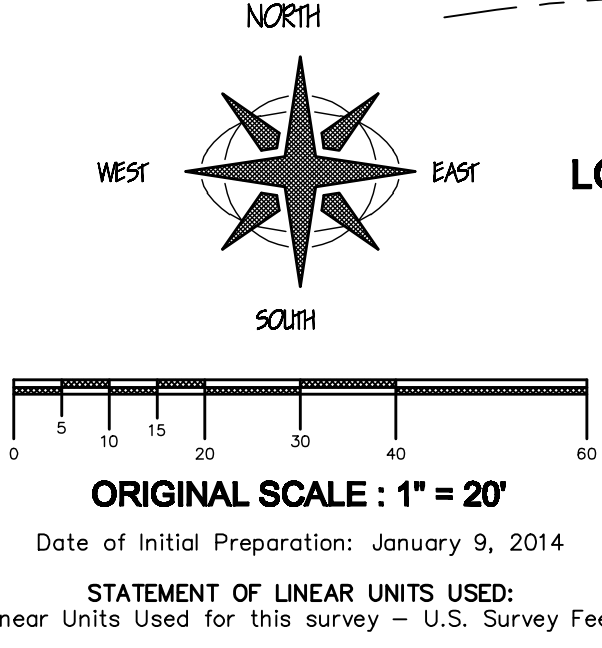 NORTH
LO
WEST EAST
SOUTH
0 5 10 15 20 30 40 60
ORIGINAL SCALE : 1" = 20'
Date of Initial Preparation: January 9, 2014
STATEMENT OF LINEAR UNITS USED:
near Units Used for this survey – U.S. Survey Fee